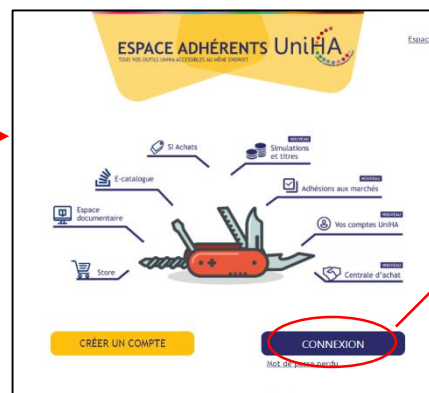 ESPACE ADHÉRENTS UniHA
TOUS VOS OUTILS UNIHA ACCESSIBLES AU MÊME ENDROIT
Espac
SI Achats
NOUVEAU
Simulations
et titres
E-catalogue
NOUVEAU
Adhésions aux marchés
Espace
documentaire
NOUVEAU
Vos comptes UniHA
Store
NOUVEAU
Centrale d'achat
CRÉER UN COMPTE
CONNEXION
Mot de passe perdu